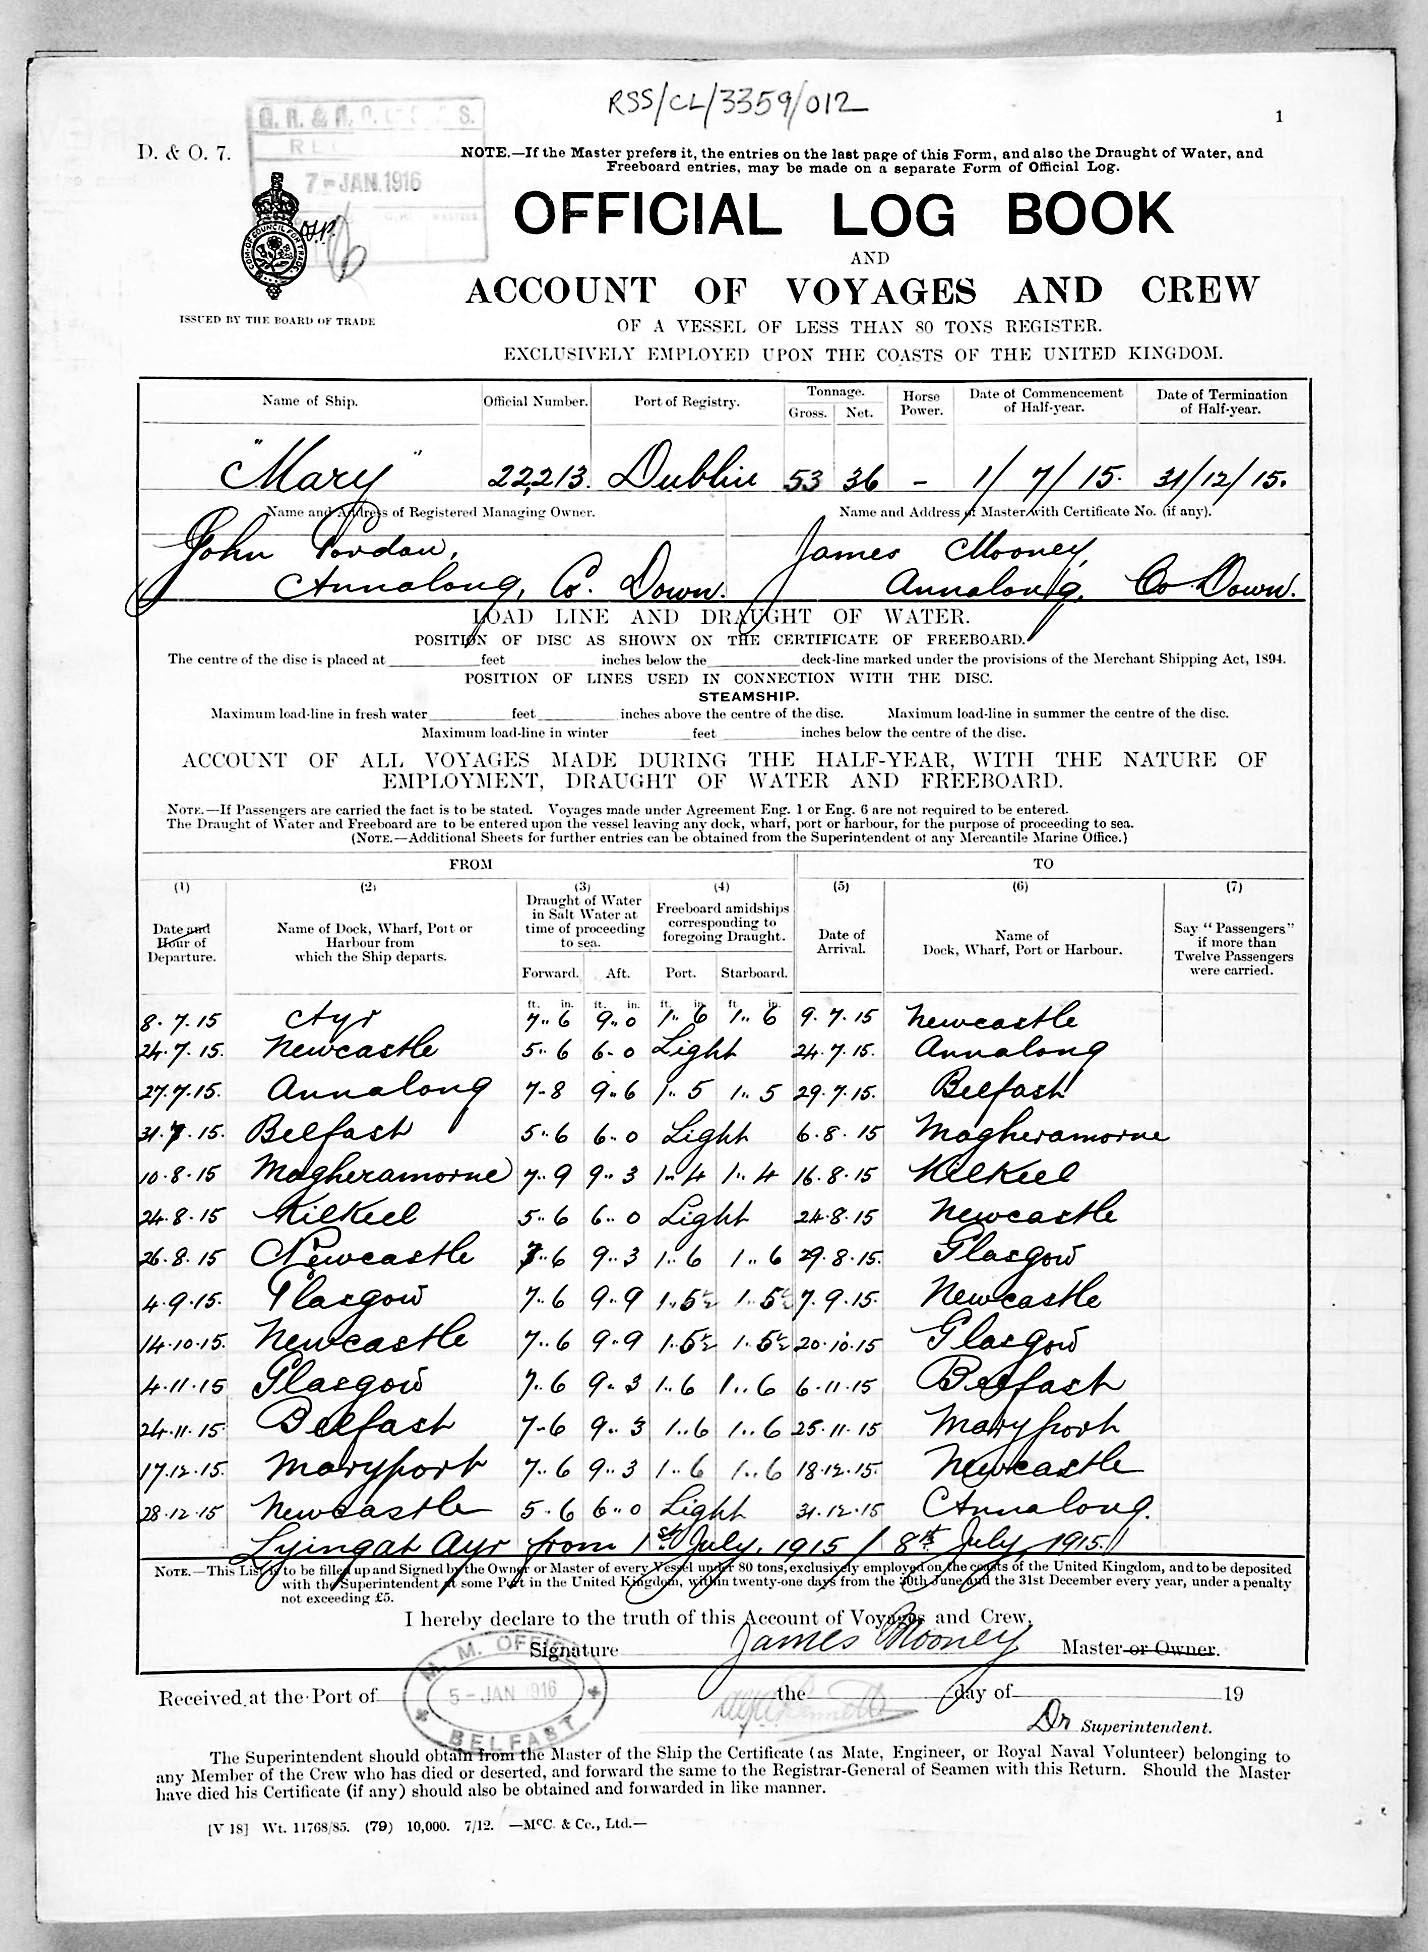 RSS/CL/3359/012
1
7-JAN.1916
D. & O. 7.
NOTE.—If the Master prefers it, the entries on the last page of this Form, and also the Draught of Water, and
Freeboard entries, may be made on a separate Form of Official Log.
OFFICIAL LOG BOOK
AND
ACCOUNT OF VOYAGES AND CREW
ISSUED BY THE BOARD OF TRADE
OF A VESSEL OF LESS THAN 80 TONS REGISTER.
EXCLUSIVELY EMPLOYED UPON THE COASTS OF THE UNITED KINGDOM.
Name of Ship. Official Number. Port of Registry. Tonnage. Gross. Net. Horse Power. Date of Commencement of Half-year. Date of Termination of Half-year.
"Mary" 22,213. Dublin 53 36 - 1/7/15. 31/12/15.
Name and Address of Registered Managing Owner. Name and Address of Master with Certificate No. (if any).
John James Mooney,
Annalong, Co. Down. Annalong, Co Down.
LOAD LINE AND DRAUGHT OF WATER.
POSITION OF DISC AS SHOWN ON THE CERTIFICATE OF FREEBOARD.
The centre of the disc is placed at feet inches below the deck-line marked under the provisions of the Merchant Shipping Act, 1894.
POSITION OF LINES USED IN CONNECTION WITH THE DISC.
STEAMSHIP.
Maximum load-line in fresh water feet inches above the centre of the disc. Maximum load-line in summer the centre of the disc.
Maximum load-line in winter feet inches below the centre of the disc.
ACCOUNT OF ALL VOYAGES MADE DURING THE HALF-YEAR, WITH THE NATURE OF
EMPLOYMENT, DRAUGHT OF WATER AND FREEBOARD.
NOTE.—If Passengers are carried the fact is to be stated. Voyages made under Agreement Eng. 1 or Eng. 6 are not required to be entered.
The Draught of Water and Freeboard are to be entered upon the vessel leaving any dock, wharf, port or harbour, for the purpose of proceeding to sea.
(NOTE.—Additional Sheets for further entries can be obtained from the Superintendent of any Mercantile Marine Office.)
FROM TO
(1) (2) (3) (4) (5) (6) (7)
Date and Hour of Departure. Name of Dock, Wharf, Port or Harbour from which the Ship departs. Draught of Water in Salt Water at time of proceeding to sea. Freeboard amidships corresponding to foregoing Draught. Date of Arrival. Name of Dock, Wharf, Port or Harbour. Say "Passengers" if more than Twelve Passengers were carried.
Forward. Aft. Port. Starboard.
ft. in. ft. in. ft. in. ft. in.
8.7.15 Ayr 7..6 9..0 1..6 1..6 9.7.15 Newcastle
24.7.15. Newcastle 5..6 6-0 Light 24.7.15. Annalong
27.7.15. Annalong 7-8 9..6 1..5 1..5 29.7.15. Belfast
31.7.15. Belfast 5..6 6..0 Light 6.8.15 Magheramorne
10.8.15 Magheramorne 7..9 9..3 1..4 1..4 16.8.15 Kilkeel
24.8.15 Kilkeel 5..6 6..0 Light 24.8.15 Newcastle
26.8.15 Newcastle 7..6 9..3 1..6 1..6 29.8.15. Glasgow
4.9.15. Glasgow 7..6 9..9 1..5½ 1..5½ 7.9.15. Newcastle
14.10.15. Newcastle 7..6 9..9 1.5½ 1.5½ 20.10.15 Glasgow
4.11.15 Glasgow 7..6 9..3 1..6 1..6 6.11.15 Belfast
24.11.15 Belfast 7-6 9..3 1..6 1..6 25.11.15 Maryport
17.12.15. Maryport 7..6 9..3 1..6 1..6 18.12.15. Newcastle
28.12.15 Newcastle 5.6 6..0 Light 31.12.15 Annalong.
Lying at Ayr from 1st July, 1915 / 8th July, 1915.
NOTE.—This List is to be filled up and Signed by the Owner or Master of every Vessel under 80 tons, exclusively employed on the coasts of the United Kingdom, and to be deposited
with the Superintendent at some Port in the United Kingdom, within twenty-one days from the 30th June and the 31st December every year, under a penalty
not exceeding £5.
I hereby declare to the truth of this Account of Voyages and Crew,
Signature James Mooney Master or Owner.
M. M. OFFICE
5-JAN 1916
BELFAST
Received at the Port of the day of 19
Dr Superintendent.
The Superintendent should obtain from the Master of the Ship the Certificate (as Mate, Engineer, or Royal Naval Volunteer) belonging to
any Member of the Crew who has died or deserted, and forward the same to the Registrar-General of Seamen with this Return. Should the Master
have died his Certificate (if any) should also be obtained and forwarded in like manner.
[V 18] Wt. 11768/85. (79) 10,000. 7/12. —McC. & Co., Ltd.—